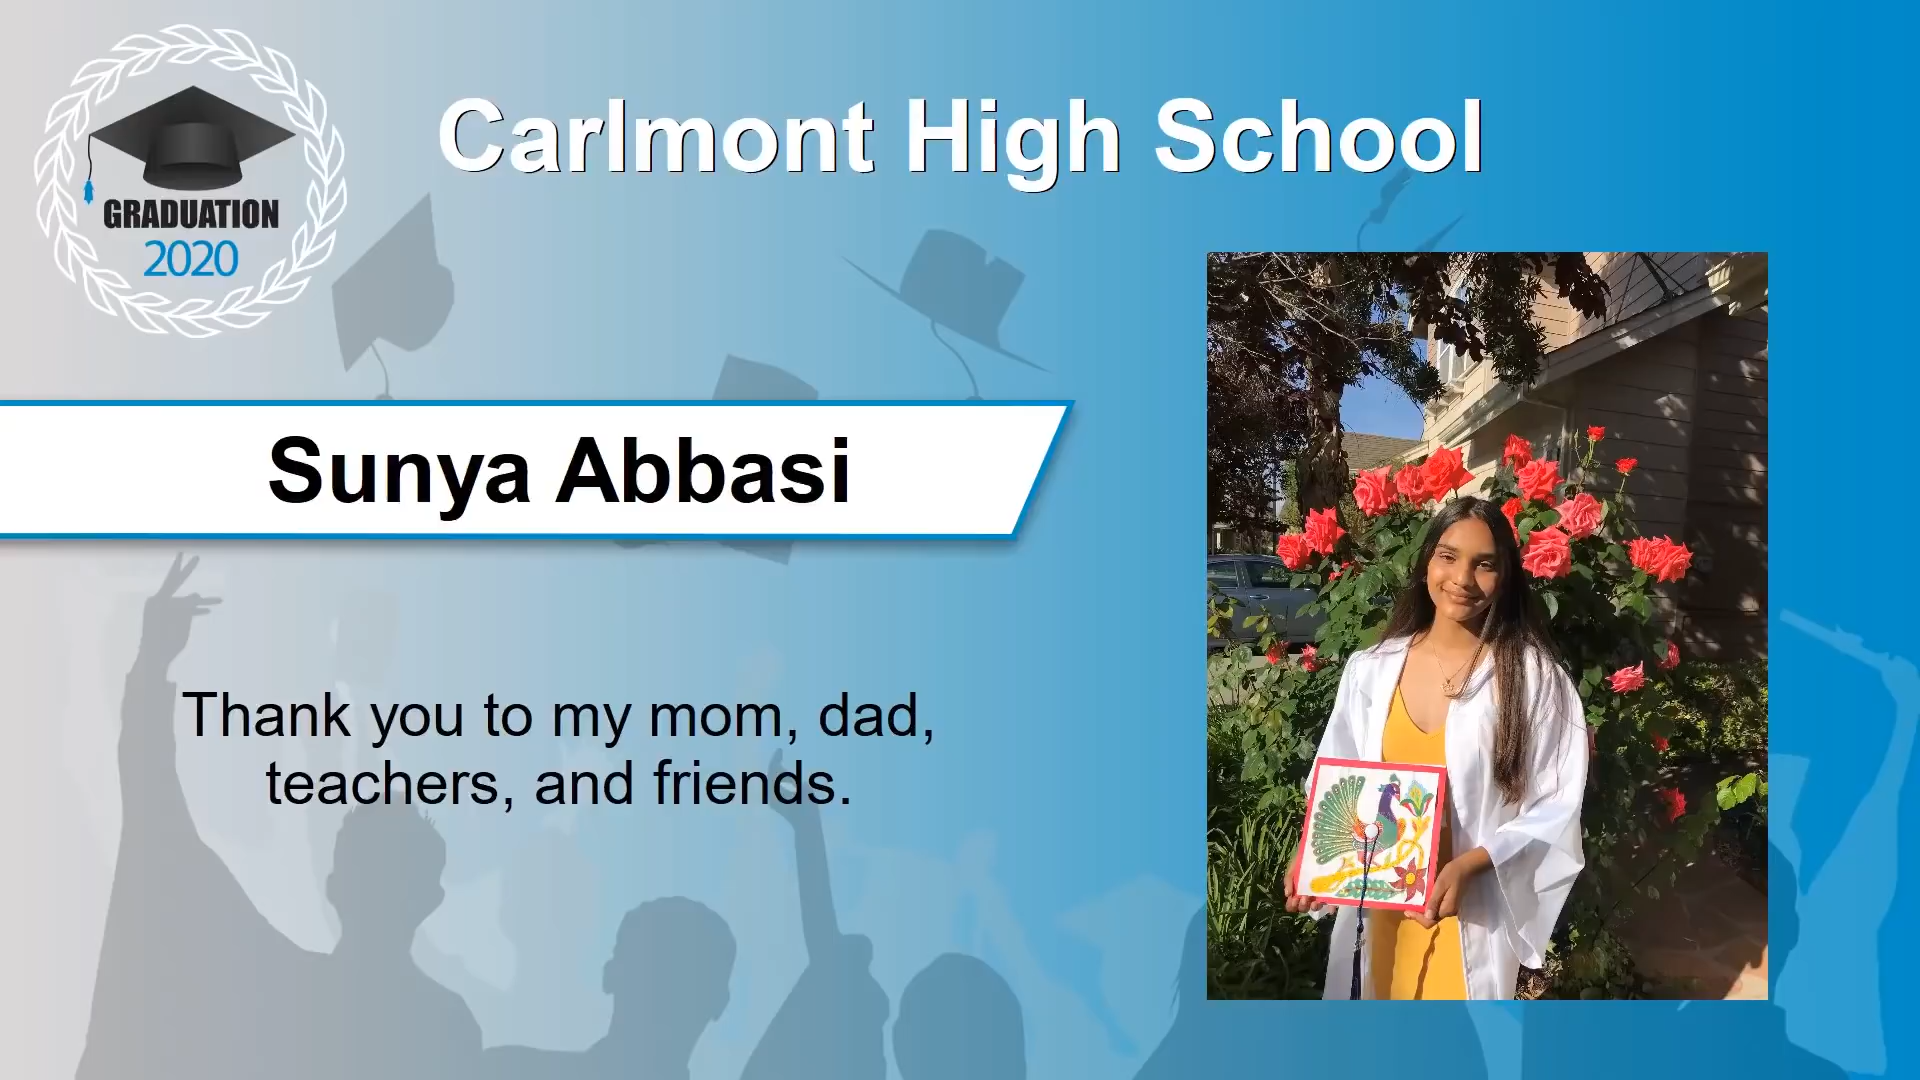 GRADUATION
2020
Carlmont High School
Sunya Abbasi
Thank you to my mom, dad,
teachers, and friends.